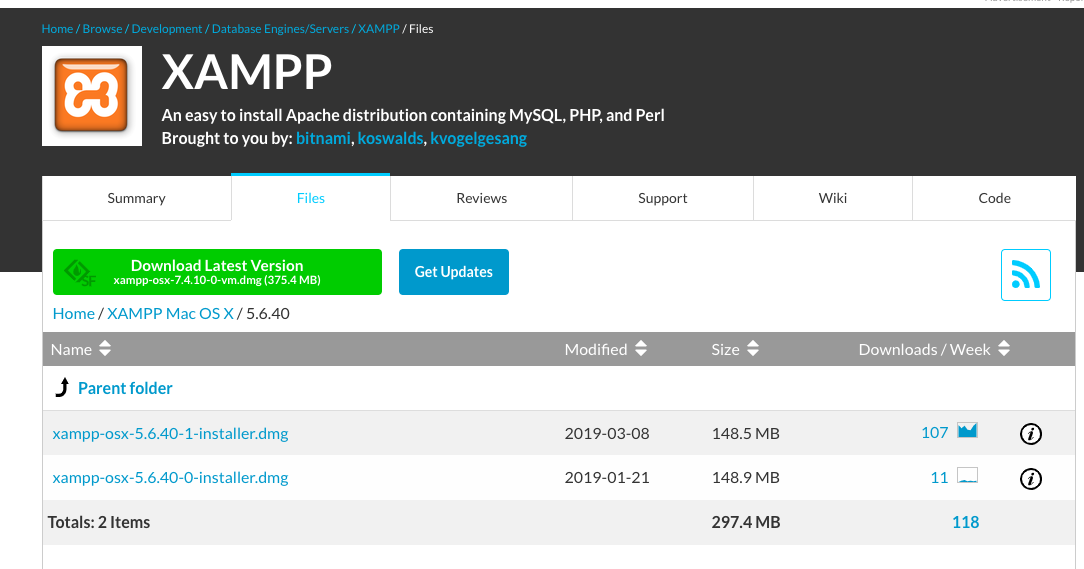 Home / Browse / Development / Database Engines/Servers / XAMPP / Files
XAMPP
An easy to install Apache distribution containing MySQL, PHP, and Perl
Brought to you by: bitnami, koswalds, kvogelgesang
Summary Files Reviews Support Wiki Code
Download Latest Version
xampp-osx-7.4.10-0-vm.dmg (375.4 MB)
SF
Get Updates
Home / XAMPP Mac OS X / 5.6.40
Name Modified Size Downloads / Week
Parent folder
xampp-osx-5.6.40-1-installer.dmg 2019-03-08 148.5 MB 107 i
xampp-osx-5.6.40-0-installer.dmg 2019-01-21 148.9 MB 11 i
Totals: 2 Items 297.4 MB 118